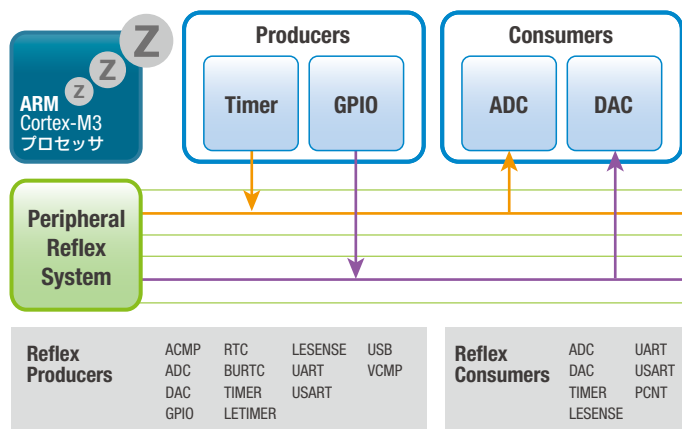 Z
Z
Z
ARM
Cortex-M3
プロセッサ
Producers
Timer
GPIO
Consumers
ADC
DAC
Peripheral
Reflex
System
Reflex
Producers
ACMP RTC LESENSE USB
ADC BURTC UART VCMP
DAC TIMER USART
GPIO LETIMER
Reflex
Consumers
ADC UART
DAC USART
TIMER PCNT
LESENSE